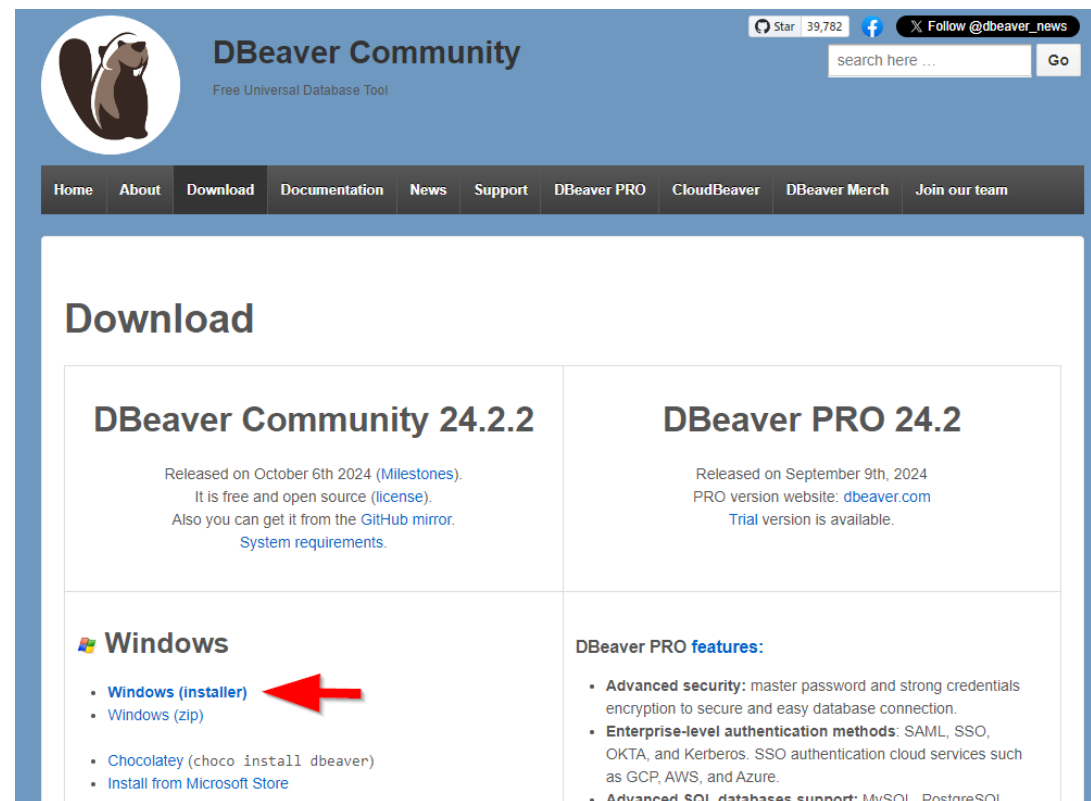 Star 39,782
Follow @dbeaver_news
DBeaver Community
search here …
Go
Free Universal Database Tool
Home About Download Documentation News Support DBeaver PRO CloudBeaver DBeaver Merch Join our team
Download
DBeaver Community 24.2.2
Released on October 6th 2024 (Milestones).
It is free and open source (license).
Also you can get it from the GitHub mirror.
System requirements.
DBeaver PRO 24.2
Released on September 9th, 2024
PRO version website: dbeaver.com
Trial version is available.
Windows
• Windows (installer)
• Windows (zip)
• Chocolatey (choco install dbeaver)
• Install from Microsoft Store
DBeaver PRO features:
• Advanced security: master password and strong credentials
encryption to secure and easy database connection.
• Enterprise-level authentication methods: SAML, SSO,
OKTA, and Kerberos. SSO authentication cloud services such
as GCP, AWS, and Azure.
• Advanced SQL databases support: MySQL, PostgreSQL,